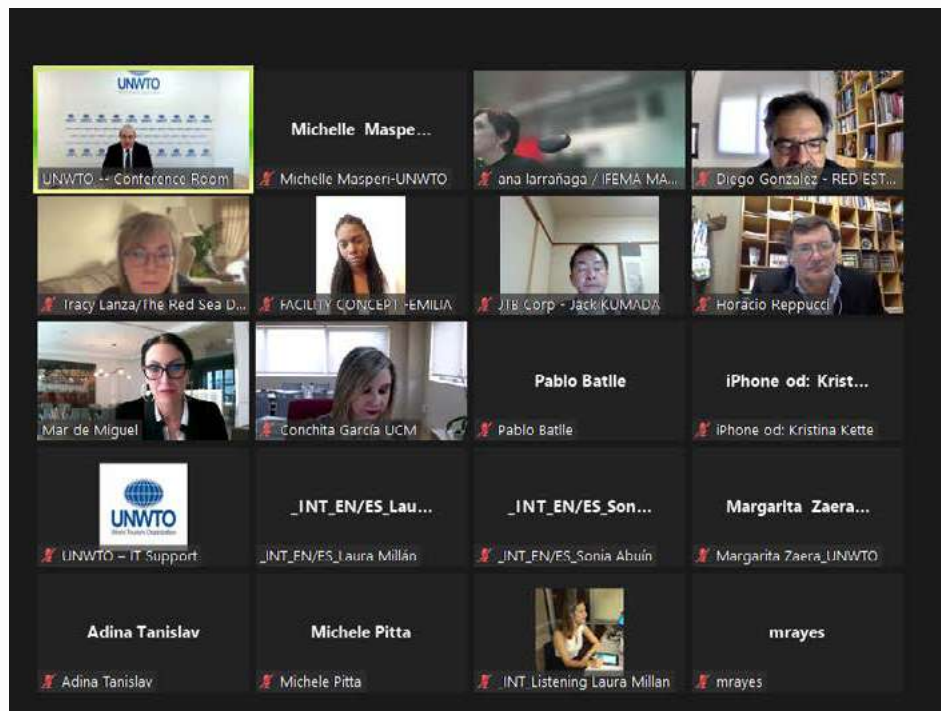 UNWTO
UNWTO -- Conference Room
Michelle Maspe...
Michelle Masperi-UNWTO
ana larrañaga / IFEMA MA...
Diego Gonzalez - RED EST...
Tracy Lanza/The Red Sea D...
FACILITY CONCEPT -EMILIA
JTB Corp - Jack KUMADA
Horacio Reppucci
Mar de Miguel
Conchita García UCM
Pablo Batlle
Pablo Batlle
iPhone od: Krist...
iPhone od: Kristina Kette
UNWTO
World Tourism Organization
UNWTO – IT Support
_INT_EN/ES_Lau...
_INT_EN/ES_Laura Millán
_INT_EN/ES_Son...
_INT_EN/ES_Sonia Abuín
Margarita Zaera...
Margarita Zaera_UNWTO
Adina Tanislav
Adina Tanislav
Michele Pitta
Michele Pitta
_INT Listening Laura Millan
mrayes
mrayes